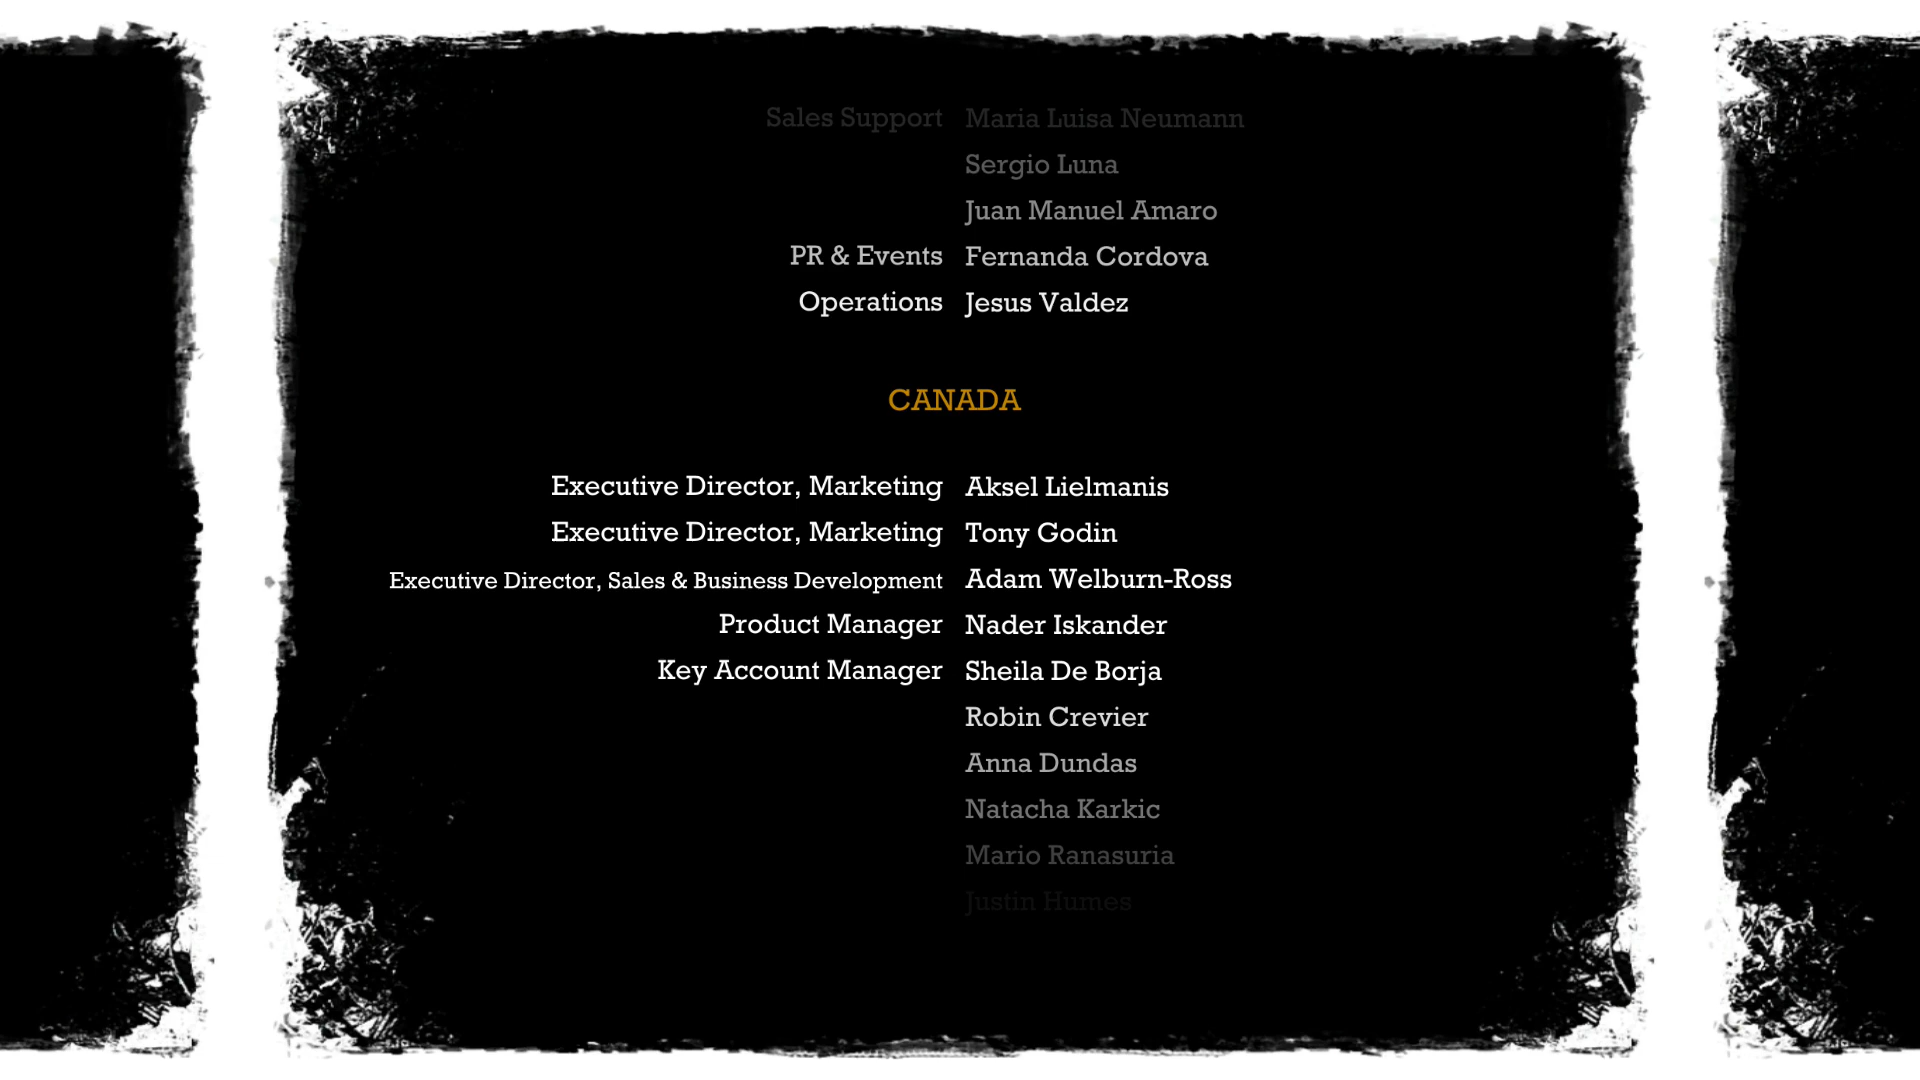 Sales Support Maria Luisa Neumann
Sergio Luna
Juan Manuel Amaro
PR & Events Fernanda Cordova
Operations Jesus Valdez
CANADA
Executive Director, Marketing Aksel Lielmanis
Executive Director, Marketing Tony Godin
Executive Director, Sales & Business Development Adam Welburn-Ross
Product Manager Nader Iskander
Key Account Manager Sheila De Borja
Robin Crevier
Anna Dundas
Natacha Karkic
Mario Ranasuria
Justin Humes